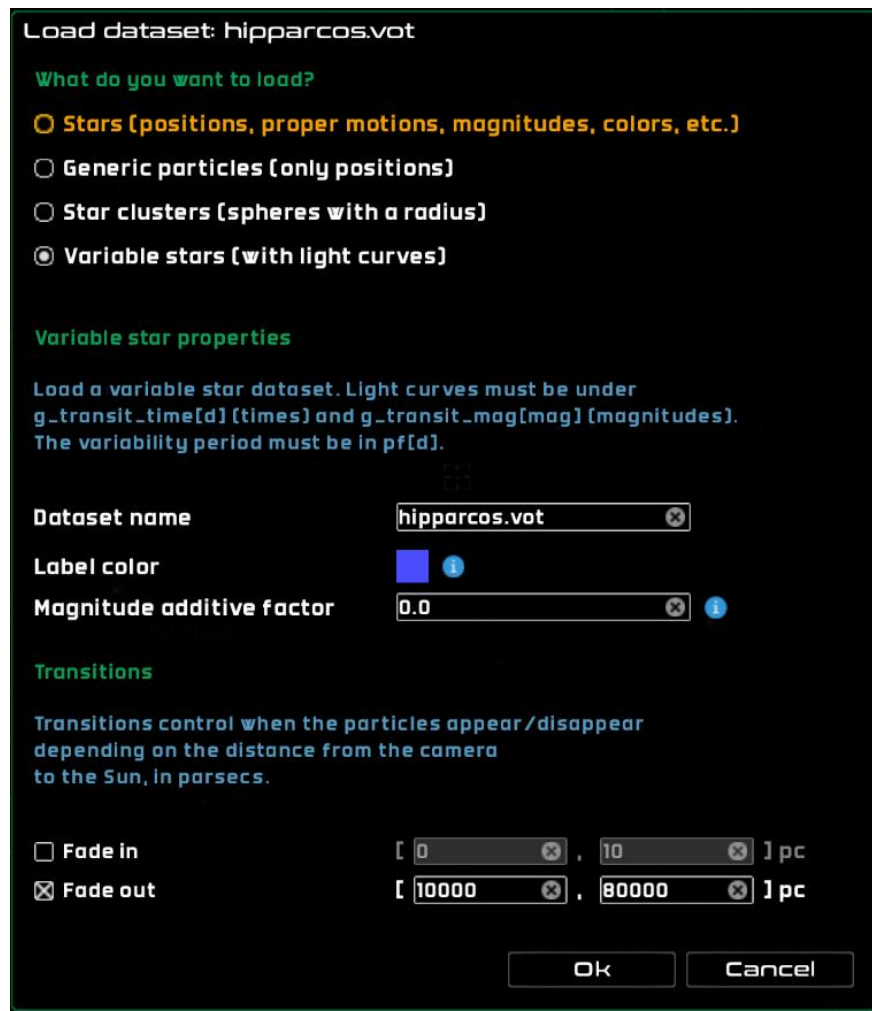 Load dataset: hipparcos.vot
What do you want to load?
Stars (positions, proper motions, magnitudes, colors, etc.)
Generic particles (only positions)
Star clusters (spheres with a radius)
Variable stars (with light curves)
Variable star properties
Load a variable star dataset. Light curves must be under
g_transit_time[d] (times) and g_transit_mag[mag] (magnitudes).
The variability period must be in pf[d].
Dataset name hipparcos.vot
Label color
Magnitude additive factor 0.0
Transitions
Transitions control when the particles appear/disappear
depending on the distance from the camera
to the Sun, in parsecs.
Fade in [ 0 , 10 ] pc
Fade out [ 10000 , 80000 ] pc
Ok Cancel